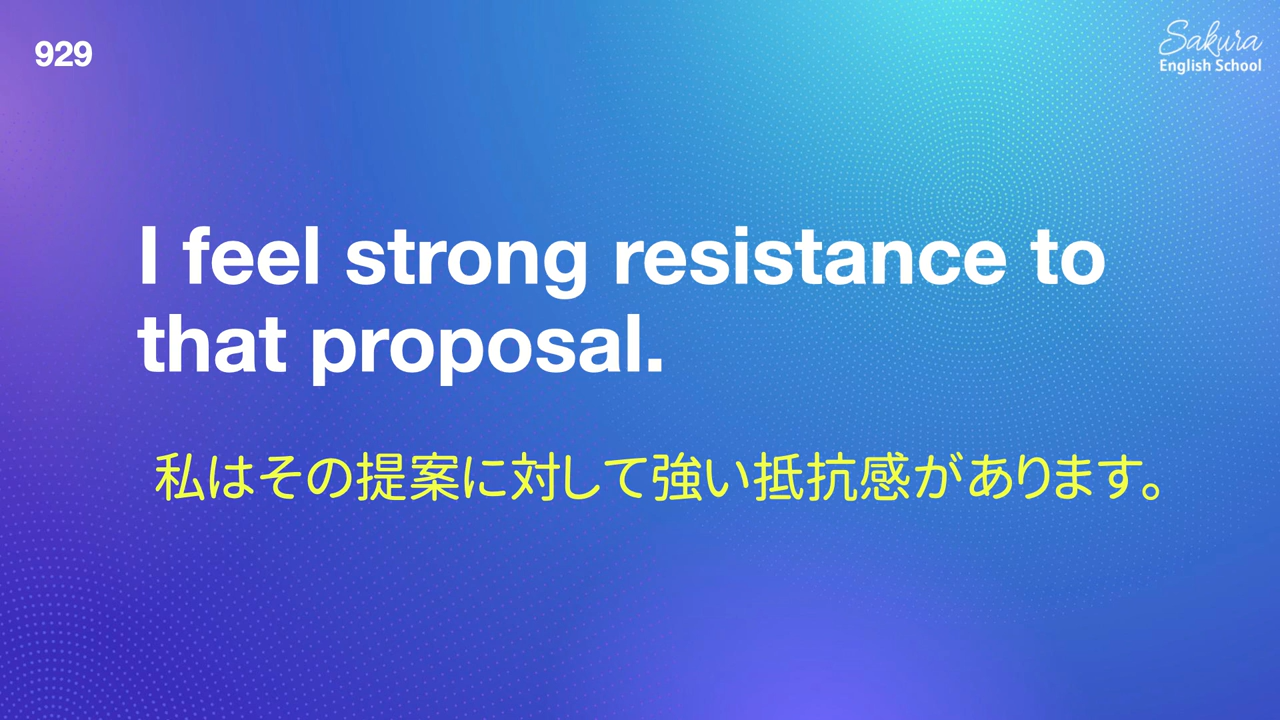 929
Sakura
English School
I feel strong resistance to
that proposal.
私はその提案に対して強い抵抗感があります。